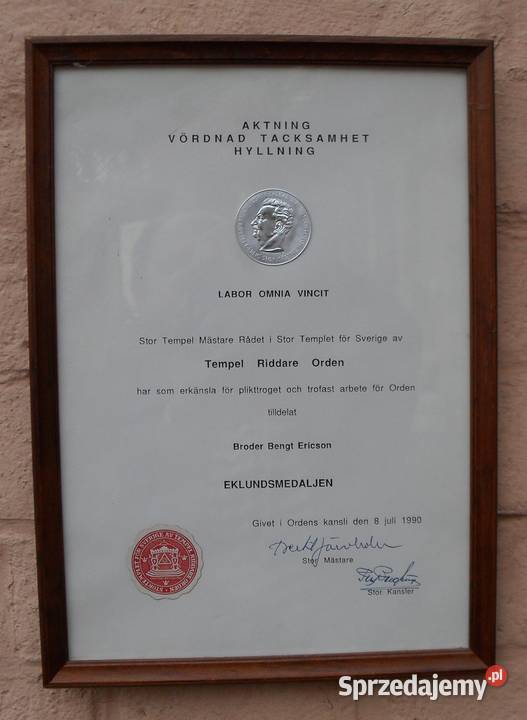 AKTNING
VÖRDNAD TACKSAMHET
HYLLNING
LABOR OMNIA VINCIT
Stor Tempel Mästare Rådet i Stor Templet för Sverige av
Tempel Riddare Orden
har som erkänsla för plikttroget och trofast arbete för Orden
tilldelat
Broder Bengt Ericson
EKLUNDSMEDALJEN
Givet i Ordens kansli den 8 juli 1990
Stor Mästare
Stor Kansler
Sprzedajemy.pl